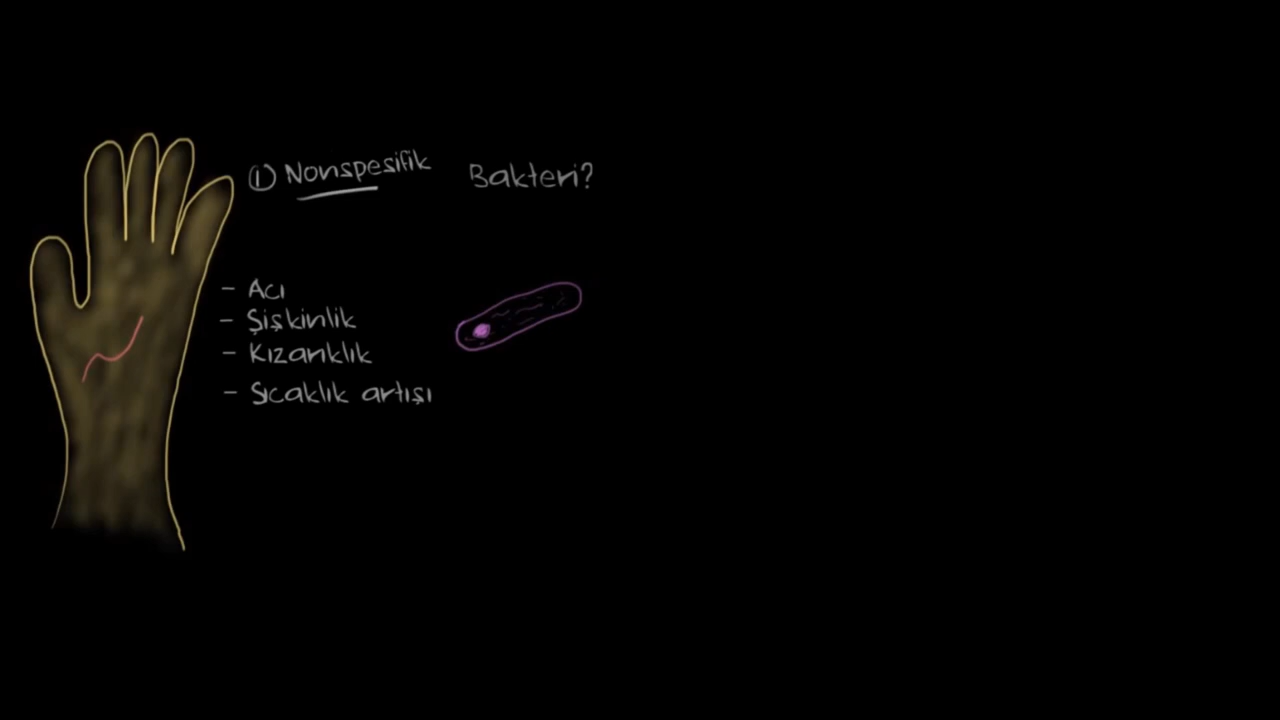 ① Nonspesifik Bakteri?
- Acı
- Şişkinlik
- Kızarıklık
- Sıcaklık artışı